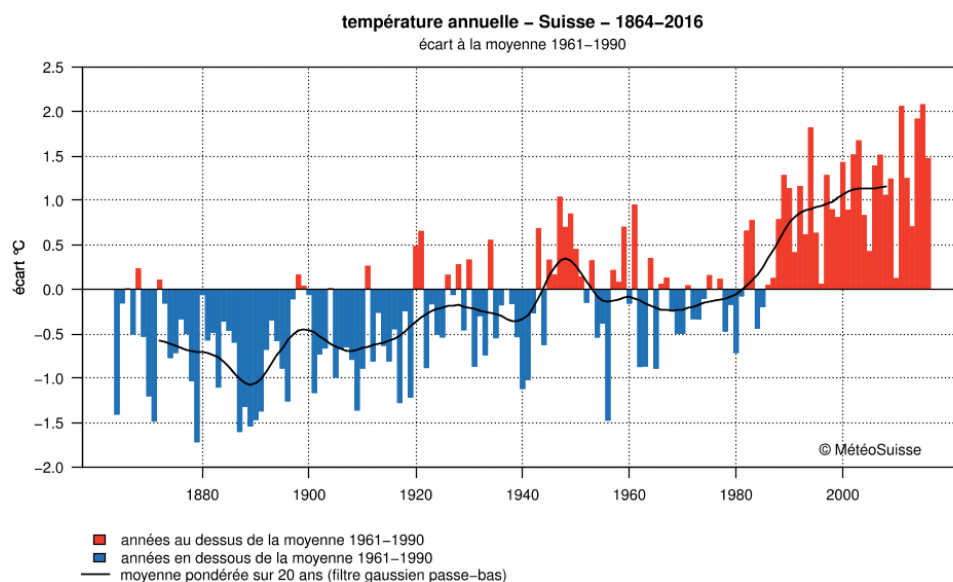 température annuelle – Suisse – 1864–2016
écart à la moyenne 1961–1990
écart °C
2.5
2.0
1.5
1.0
0.5
0.0
−0.5
−1.0
−1.5
−2.0
© MétéoSuisse
1880 1900 1920 1940 1960 1980 2000
années au dessus de la moyenne 1961–1990
années en dessous de la moyenne 1961–1990
moyenne pondérée sur 20 ans (filtre gaussien passe–bas)